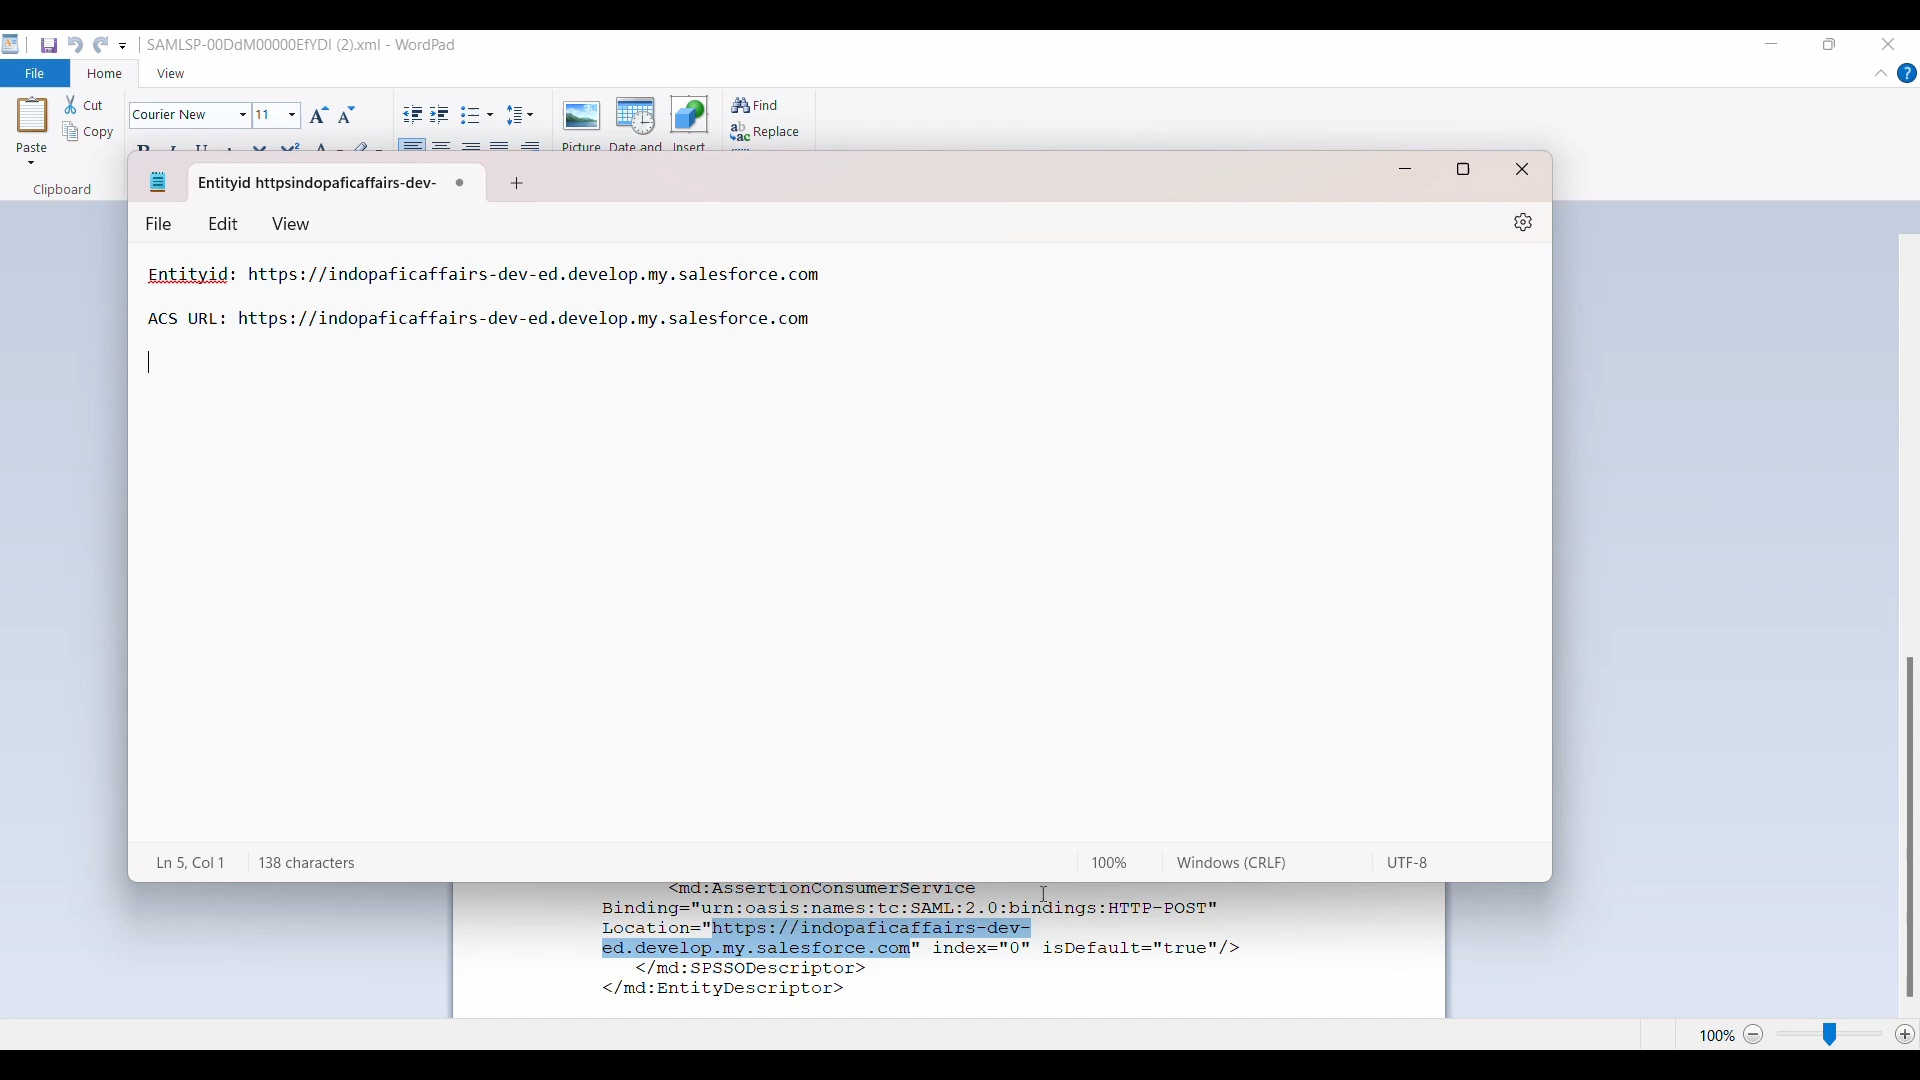 SAMLSP-00DdM00000EfYDI (2).xml - WordPad
File Home View
Paste
Cut
Copy
Clipboard
Courier New 11
Picture Date and Insert
Find
Replace
Entityid httpsindopaficaffairs-dev-
File Edit View
Entityid: https://indopaficaffairs-dev-ed.develop.my.salesforce.com
ACS URL: https://indopaficaffairs-dev-ed.develop.my.salesforce.com
Ln 5, Col 1 138 characters 100% Windows (CRLF) UTF-8
<md:AssertionConsumerService
Binding="urn:oasis:names:tc:SAML:2.0:bindings:HTTP-POST"
Location="https://indopaficaffairs-dev-
ed.develop.my.salesforce.com" index="0" isDefault="true"/>
</md:SPSSODescriptor>
</md:EntityDescriptor>
100%